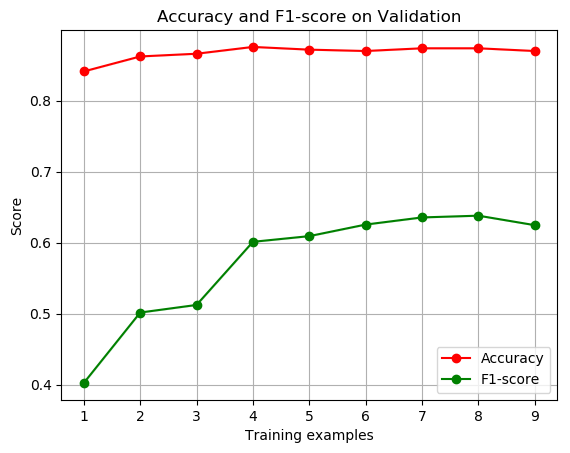 Accuracy and F1-score on Validation
Score
0.8
0.7
0.6
0.5
0.4
1 2 3 4 5 6 7 8 9
Training examples
Accuracy
F1-score